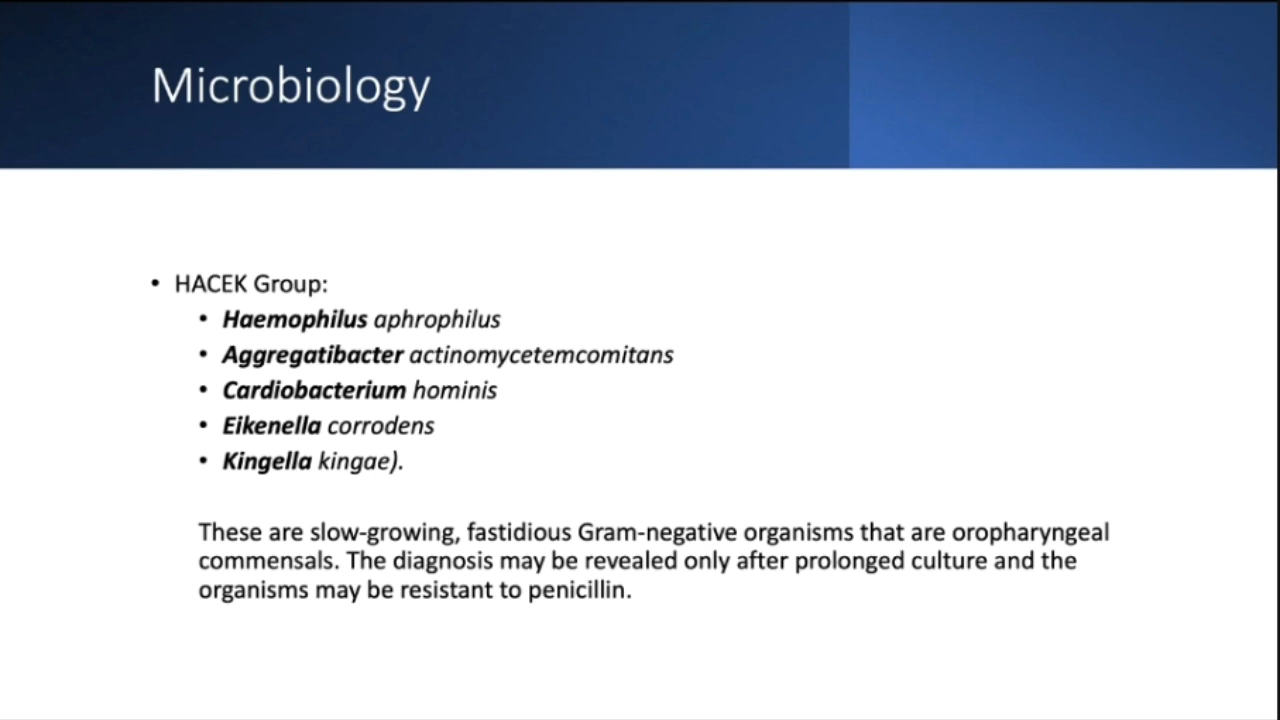 Microbiology
• HACEK Group:
• Haemophilus aphrophilus
• Aggregatibacter actinomycetemcomitans
• Cardiobacterium hominis
• Eikenella corrodens
• Kingella kingae).
These are slow-growing, fastidious Gram-negative organisms that are oropharyngeal
commensals. The diagnosis may be revealed only after prolonged culture and the
organisms may be resistant to penicillin.